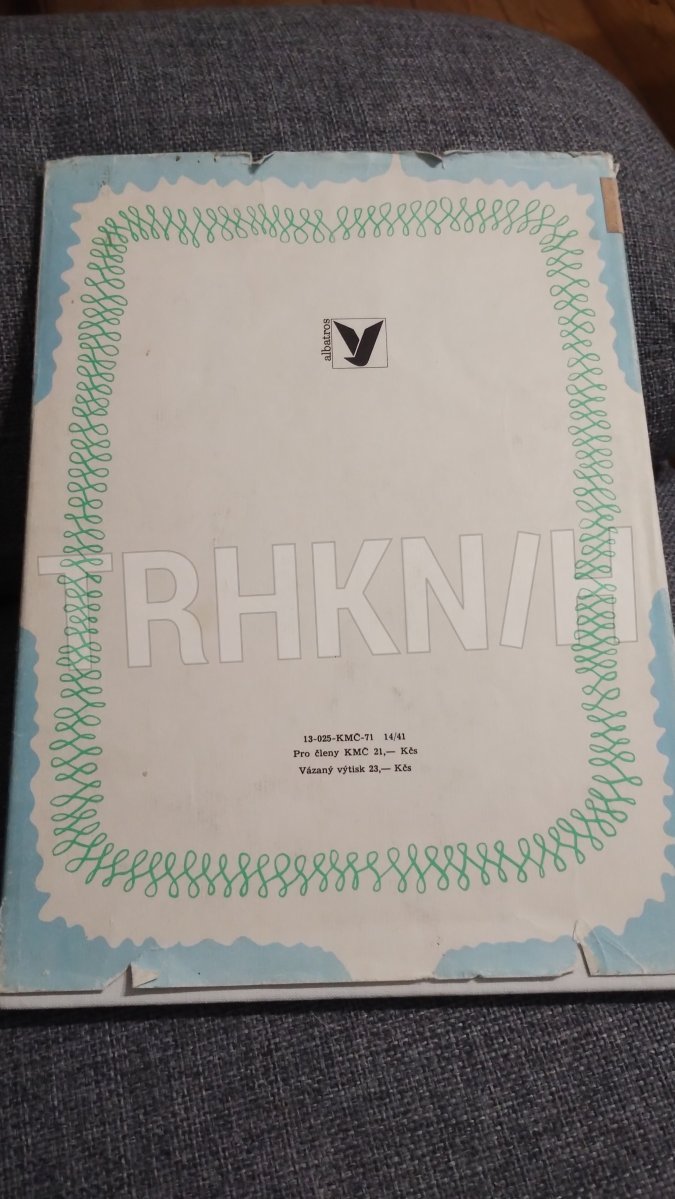 albatros
TRHKNIH
13-025-KMČ-71 14/41
Pro členy KMČ 21,— Kčs
Vázaný výtisk 23,— Kčs